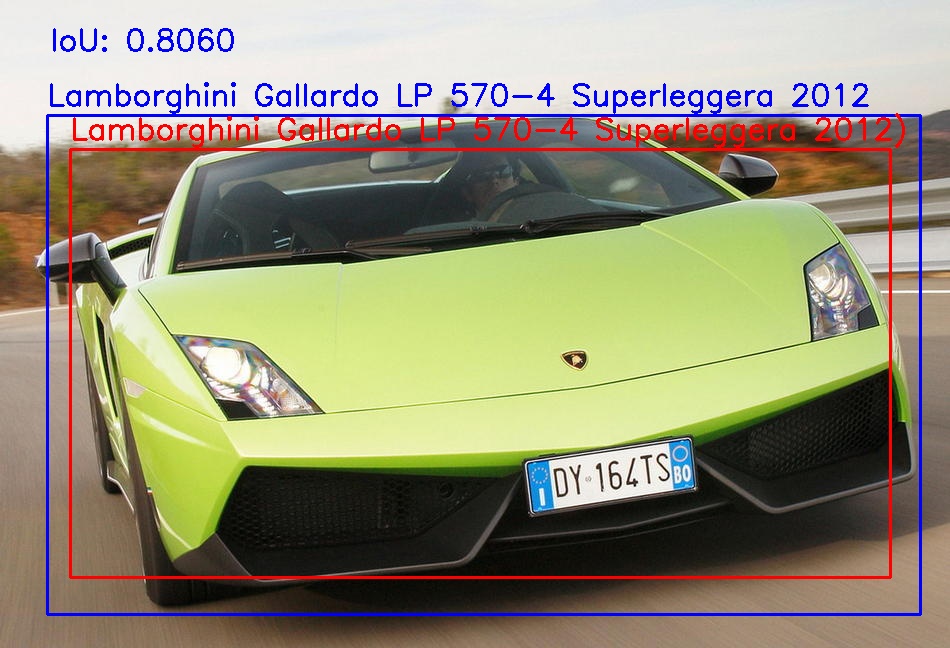 IoU: 0.8060
Lamborghini Gallardo LP 570-4 Superleggera 2012
Lamborghini Gallardo LP 570-4 Superleggera 2012)
I DY 164TS BO